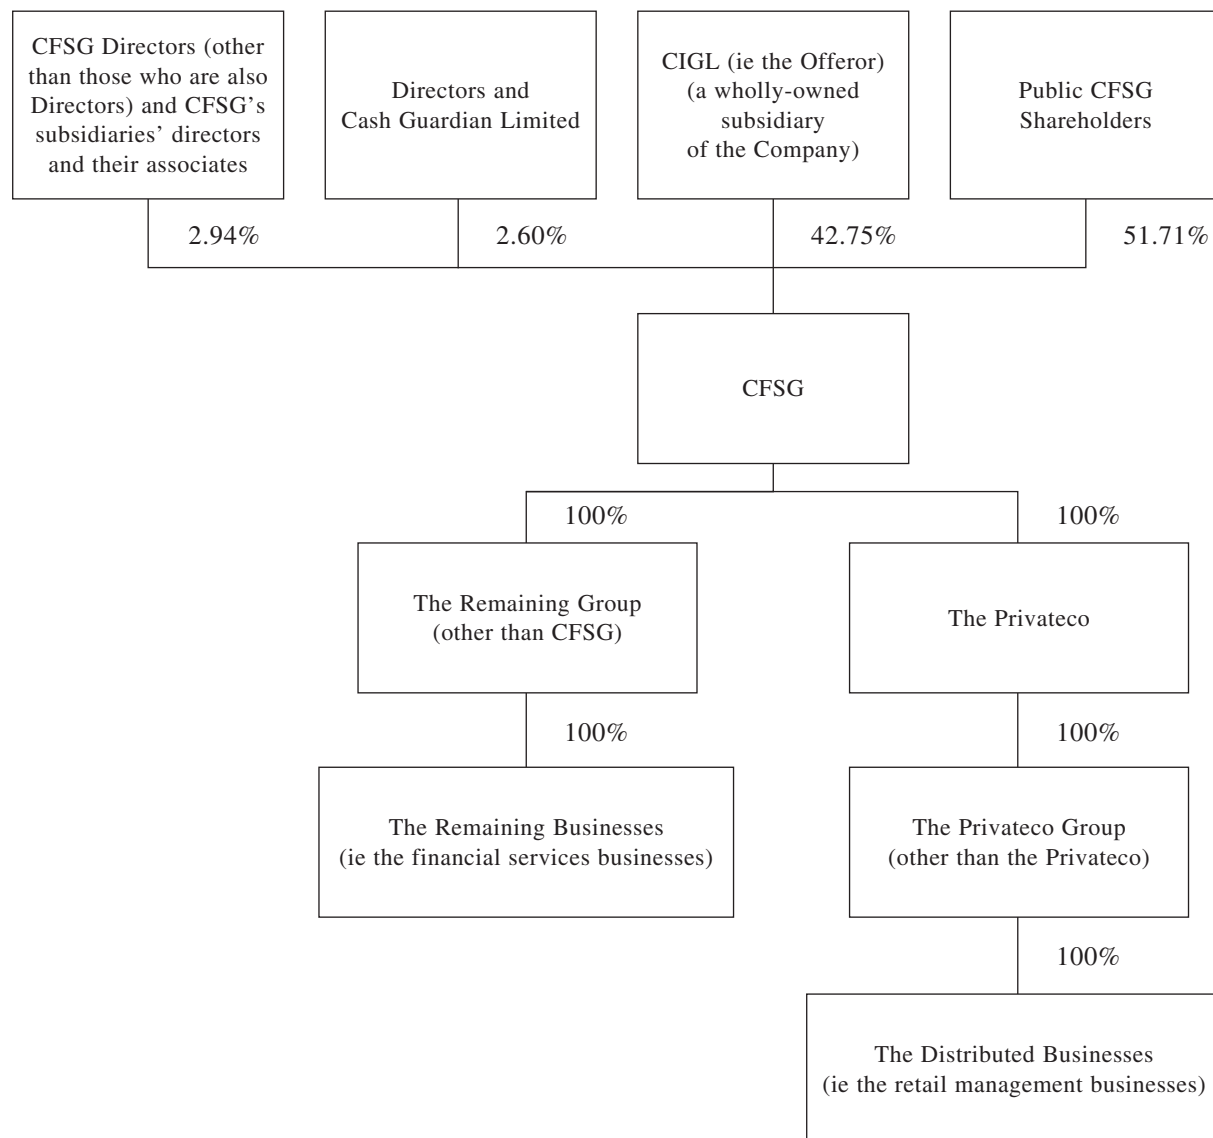 CFSG Directors (other
than those who are also
Directors) and CFSG’s
subsidiaries’ directors
and their associates
Directors and
Cash Guardian Limited
CIGL (ie the Offeror)
(a wholly-owned
subsidiary
of the Company)
Public CFSG
Shareholders
2.94%
2.60%
42.75%
51.71%
CFSG
100%
100%
The Remaining Group
(other than CFSG)
The Privateco
100%
100%
The Remaining Businesses
(ie the financial services businesses)
The Privateco Group
(other than the Privateco)
100%
The Distributed Businesses
(ie the retail management businesses)